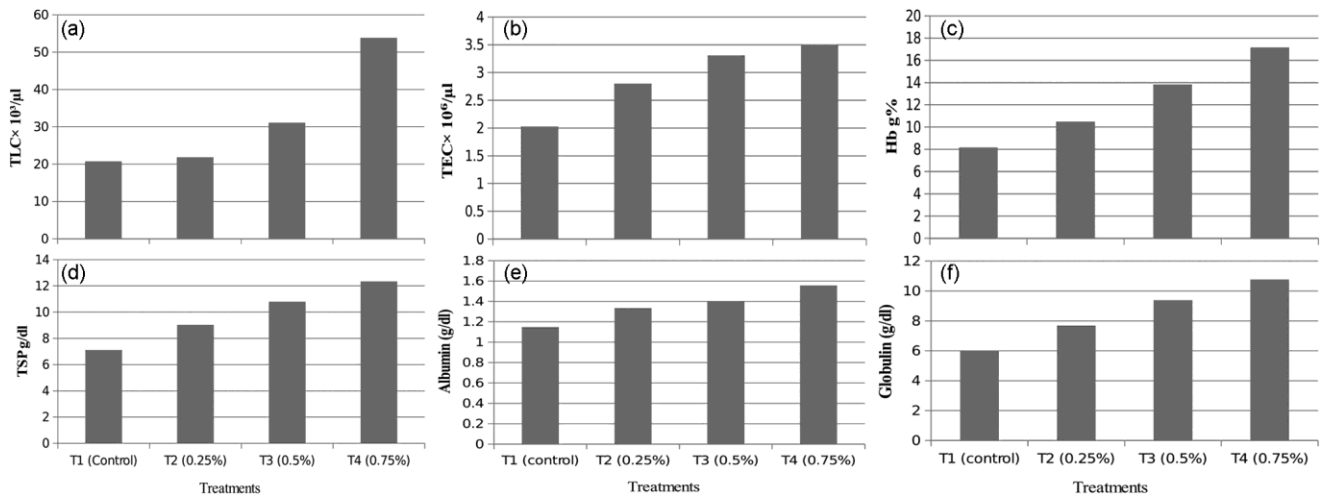 (a)
TLC× 10³/µl
60
50
40
30
20
10
0
(b)
TEC× 10⁶/µl
4
3.5
3
2.5
2
1.5
1
0.5
0
(c)
Hb g%
20
18
16
14
12
10
8
6
4
2
0
(d)
TSP g/dl
14
12
10
8
6
4
2
0
T1 (Control) T2 (0.25%) T3 (0.5%) T4 (0.75%)
Treatments
(e)
Albumin (g/dl)
1.8
1.6
1.4
1.2
1
0.8
0.6
0.4
0.2
0
T1 (control) T2 (0.25%) T3 (0.5%) T4 (0.75%)
Treatments
(f)
Globulin (g/dl)
12
10
8
6
4
2
0
T1 (control) T2 (0.25%) T3 (0.5%) T4 (0.75%)
Treatments